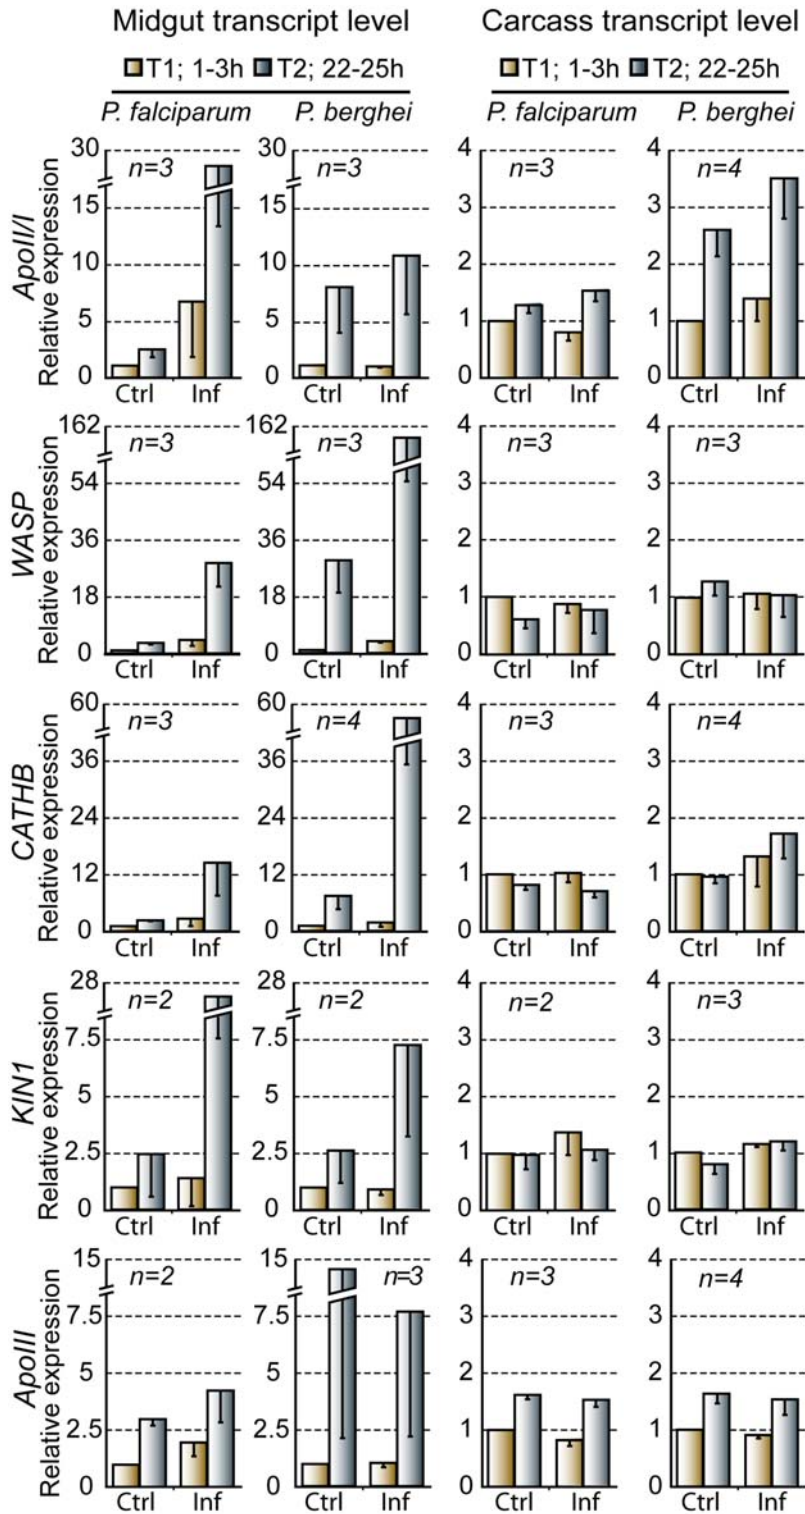 Midgut transcript level Carcass transcript level
T1; 1-3h T2; 22-25h T1; 1-3h T2; 22-25h
P. falciparum P. berghei P. falciparum P. berghei
ApoII/I
Relative expression
30 15 10 5 0 n=3 Ctrl Inf
30 15 10 5 0 n=3 Ctrl Inf
4 3 2 1 0 n=3 Ctrl Inf
4 3 2 1 0 n=4 Ctrl Inf
WASP
Relative expression
162 54 36 18 0 n=3 Ctrl Inf
162 54 36 18 0 n=3 Ctrl Inf
4 3 2 1 0 n=3 Ctrl Inf
4 3 2 1 0 n=3 Ctrl Inf
CATHB
Relative expression
60 36 24 12 0 n=3 Ctrl Inf
60 36 24 12 0 n=4 Ctrl Inf
4 3 2 1 0 n=3 Ctrl Inf
4 3 2 1 0 n=4 Ctrl Inf
KIN1
Relative expression
28 7.5 5 2.5 0 n=2 Ctrl Inf
28 7.5 5 2.5 0 n=2 Ctrl Inf
4 3 2 1 0 n=2 Ctrl Inf
4 3 2 1 0 n=3 Ctrl Inf
ApoIII
Relative expression
15 7.5 5 2.5 0 n=2 Ctrl Inf
15 7.5 5 2.5 0 n=3 Ctrl Inf
4 3 2 1 0 n=3 Ctrl Inf
4 3 2 1 0 n=4 Ctrl Inf